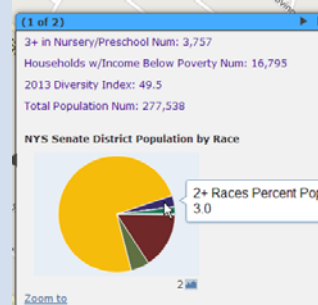 (1 of 2)
3+ in Nursery/Preschool Num: 3,757
Households w/Income Below Poverty Num: 16,795
2013 Diversity Index: 49.5
Total Population Num: 277,538
NYS Senate District Population by Race
2+ Races Percent Pop
3.0
2
Zoom to